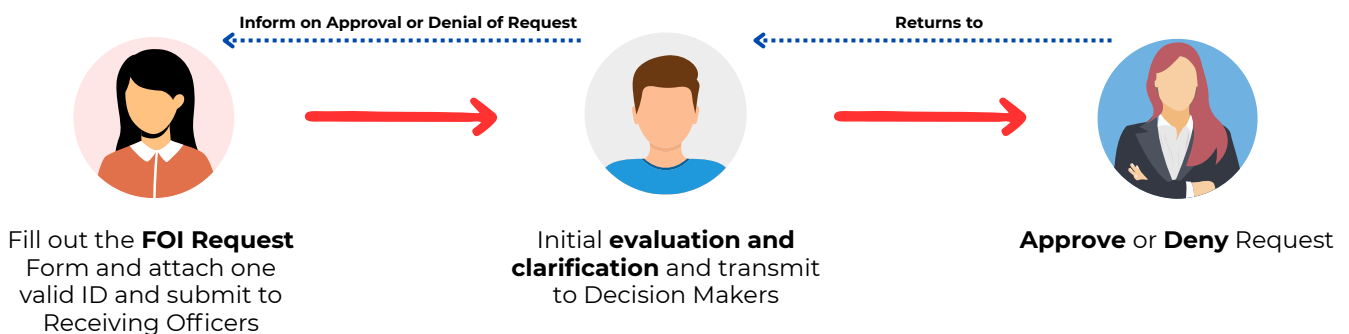 Inform on Approval or Denial of Request
Returns to
Fill out the FOI Request
Form and attach one
valid ID and submit to
Receiving Officers
Initial evaluation and
clarification and transmit
to Decision Makers
Approve or Deny Request